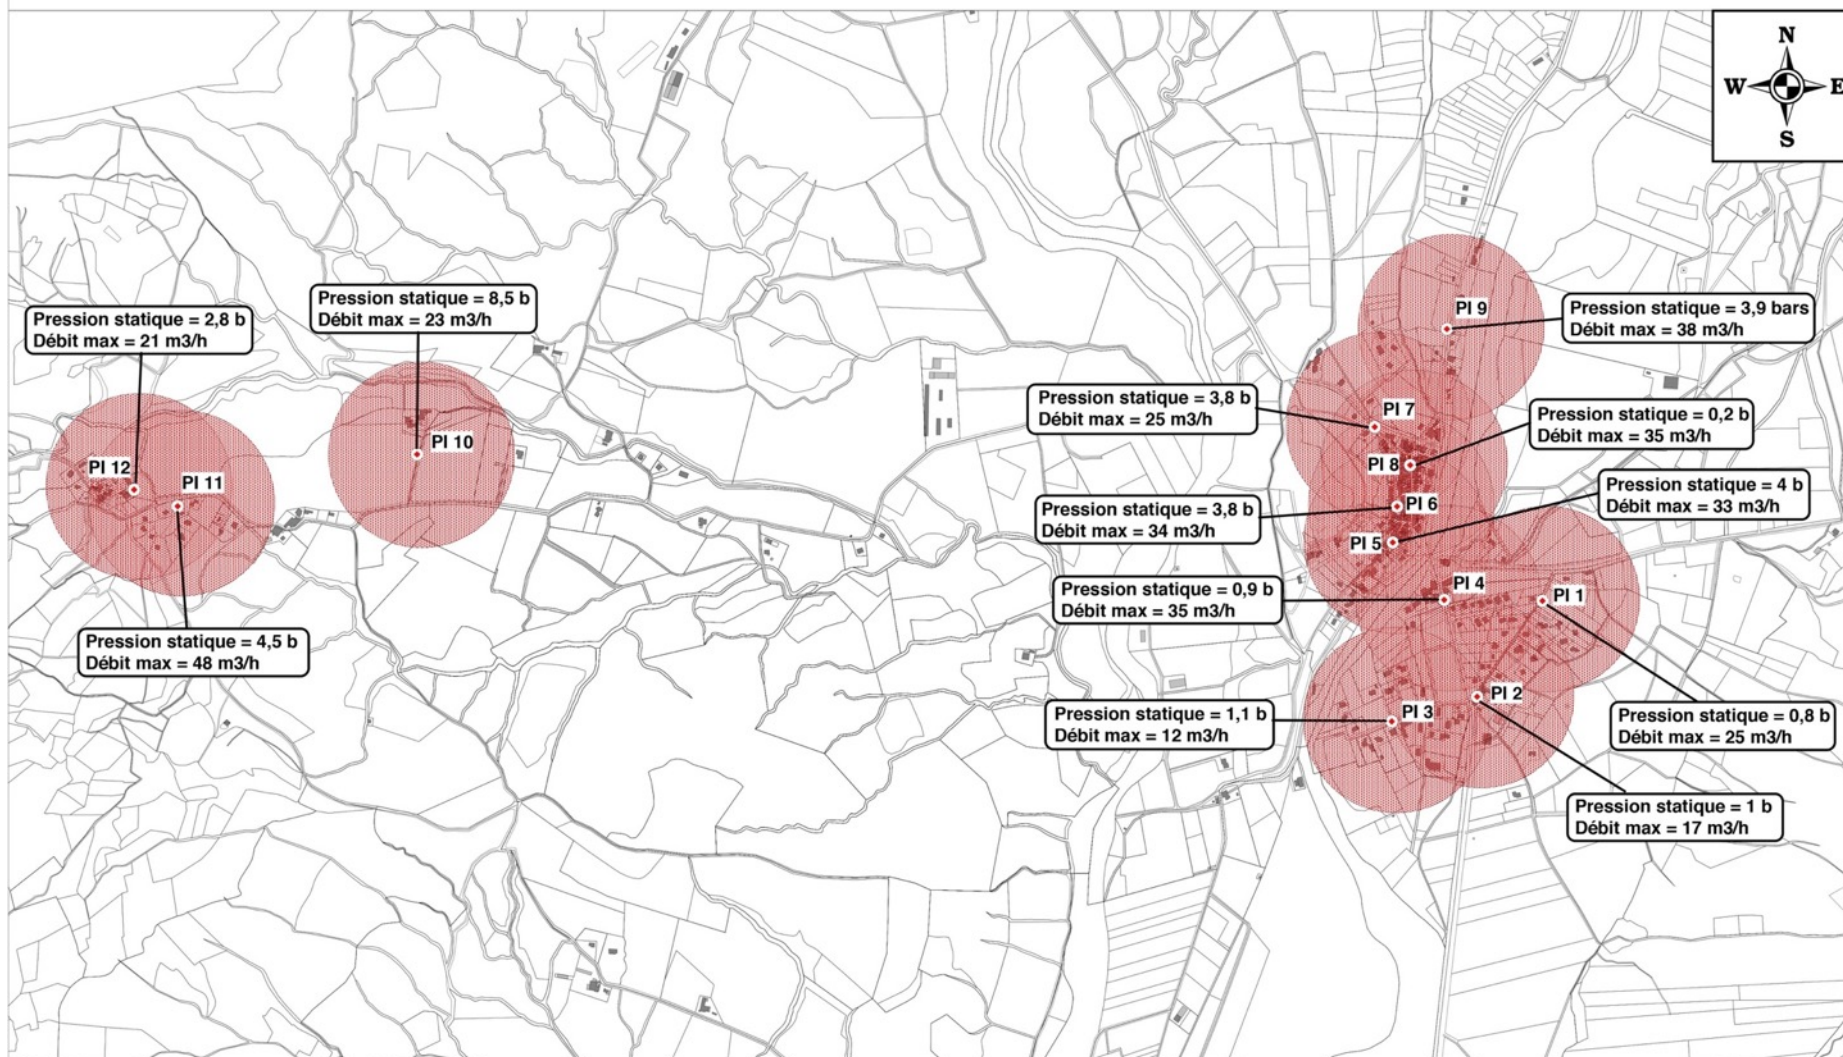 N
W E
S
PI 9
Pression statique = 3,9 bars
Débit max = 38 m3/h
Pression statique = 8,5 b
Débit max = 23 m3/h
Pression statique = 2,8 b
Débit max = 21 m3/h
Pression statique = 3,8 b
Débit max = 25 m3/h
PI 7
Pression statique = 0,2 b
Débit max = 35 m3/h
PI 10
PI 8
PI 12
PI 11
Pression statique = 4 b
Débit max = 33 m3/h
PI 6
Pression statique = 3,8 b
Débit max = 34 m3/h
PI 5
PI 4
PI 1
Pression statique = 0,9 b
Débit max = 35 m3/h
Pression statique = 4,5 b
Débit max = 48 m3/h
PI 2
PI 3
Pression statique = 1,1 b
Débit max = 12 m3/h
Pression statique = 0,8 b
Débit max = 25 m3/h
Pression statique = 1 b
Débit max = 17 m3/h